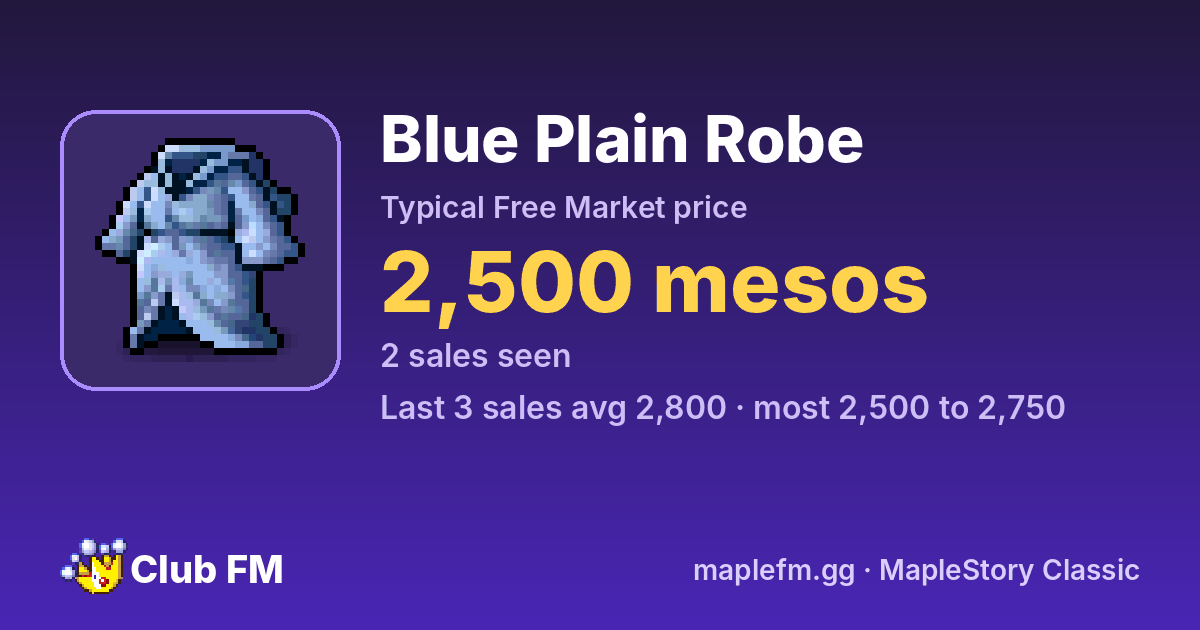 Blue Plain Robe
Typical Free Market price
2,500 mesos
2 sales seen
Last 3 sales avg 2,800 · most 2,500 to 2,750
Club FM
maplefm.gg · MapleStory Classic